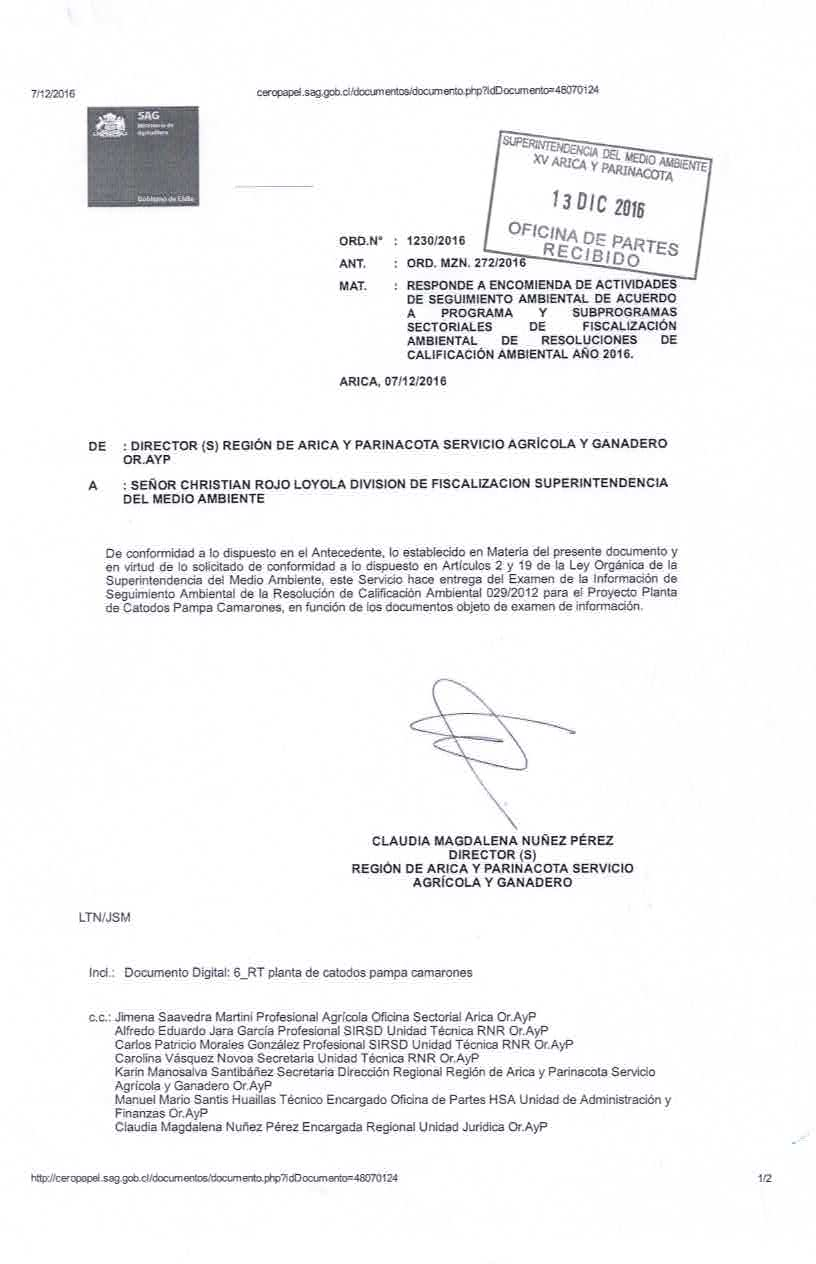 7/12/2016
ceropapel.sag.gob.cl/documentos/documento.php?idDocumento=48070124
SAG
Ministerio de
Agricultura
Gobierno de Chile
SUPERINTENDENCIA DEL MEDIO AMBIENTE
XV ARICA Y PARINACOTA
13 DIC 2016
OFICINA DE PARTES
RECIBIDO
ORD.N° : 1230/2016
ANT. : ORD. MZN. 272/2016
MAT. : RESPONDE A ENCOMIENDA DE ACTIVIDADES
DE SEGUIMIENTO AMBIENTAL DE ACUERDO
A PROGRAMA Y SUBPROGRAMAS
SECTORIALES DE FISCALIZACIÓN
AMBIENTAL DE RESOLUCIONES DE
CALIFICACIÓN AMBIENTAL AÑO 2016.
ARICA, 07/12/2016
DE : DIRECTOR (S) REGIÓN DE ARICA Y PARINACOTA SERVICIO AGRÍCOLA Y GANADERO
OR.AYP
A : SEÑOR CHRISTIAN ROJO LOYOLA DIVISION DE FISCALIZACION SUPERINTENDENCIA
DEL MEDIO AMBIENTE
De conformidad a lo dispuesto en el Antecedente, lo establecido en Materia del presente documento y
en virtud de lo solicitado de conformidad a lo dispuesto en Artículos 2 y 19 de la Ley Orgánica de la
Superintendencia del Medio Ambiente, este Servicio hace entrega del Examen de la Información de
Seguimiento Ambiental de la Resolución de Calificación Ambiental 029/2012 para el Proyecto Planta
de Catodos Pampa Camarones, en función de los documentos objeto de examen de información.
CLAUDIA MAGDALENA NUÑEZ PÉREZ
DIRECTOR (S)
REGIÓN DE ARICA Y PARINACOTA SERVICIO
AGRÍCOLA Y GANADERO
LTN/JSM
Incl.: Documento Digital: 6_RT planta de catodos pampa camarones
c.c.: Jimena Saavedra Martini Profesional Agrícola Oficina Sectorial Arica Or.AyP
Alfredo Eduardo Jara García Profesional SIRSD Unidad Técnica RNR Or.AyP
Carlos Patricio Morales González Profesional SIRSD Unidad Técnica RNR Or.AyP
Carolina Vásquez Novoa Secretaria Unidad Técnica RNR Or.AyP
Karin Manosalva Santibáñez Secretaria Dirección Regional Región de Arica y Parinacota Servicio
Agrícola y Ganadero Or.AyP
Manuel Mario Santis Huaillas Técnico Encargado Oficina de Partes HSA Unidad de Administración y
Finanzas Or.AyP
Claudia Magdalena Nuñez Pérez Encargada Regional Unidad Juridica Or.AyP
http://ceropapel.sag.gob.cl/documentos/documento.php?idDocumento=48070124
1/2